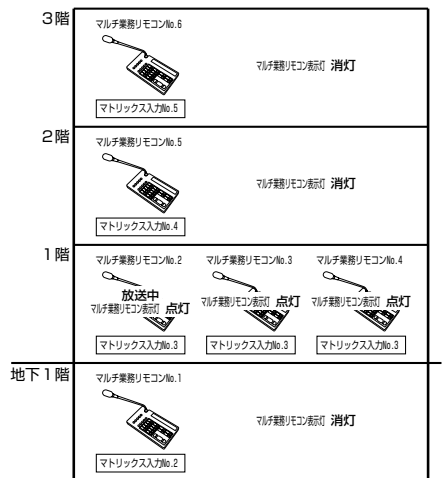 3階
マルチ業務リモコンNo.6
マルチ業務リモコン表示灯 消灯
マトリックス入力No.5
2階
マルチ業務リモコンNo.5
マルチ業務リモコン表示灯 消灯
マトリックス入力No.4
1階
マルチ業務リモコンNo.2 マルチ業務リモコンNo.3 マルチ業務リモコンNo.4
放送中
マルチ業務リモコン表示灯 点灯 マルチ業務リモコン表示灯 点灯 マルチ業務リモコン表示灯 点灯
マトリックス入力No.3 マトリックス入力No.3 マトリックス入力No.3
地下1階
マルチ業務リモコンNo.1
マルチ業務リモコン表示灯 消灯
マトリックス入力No.2